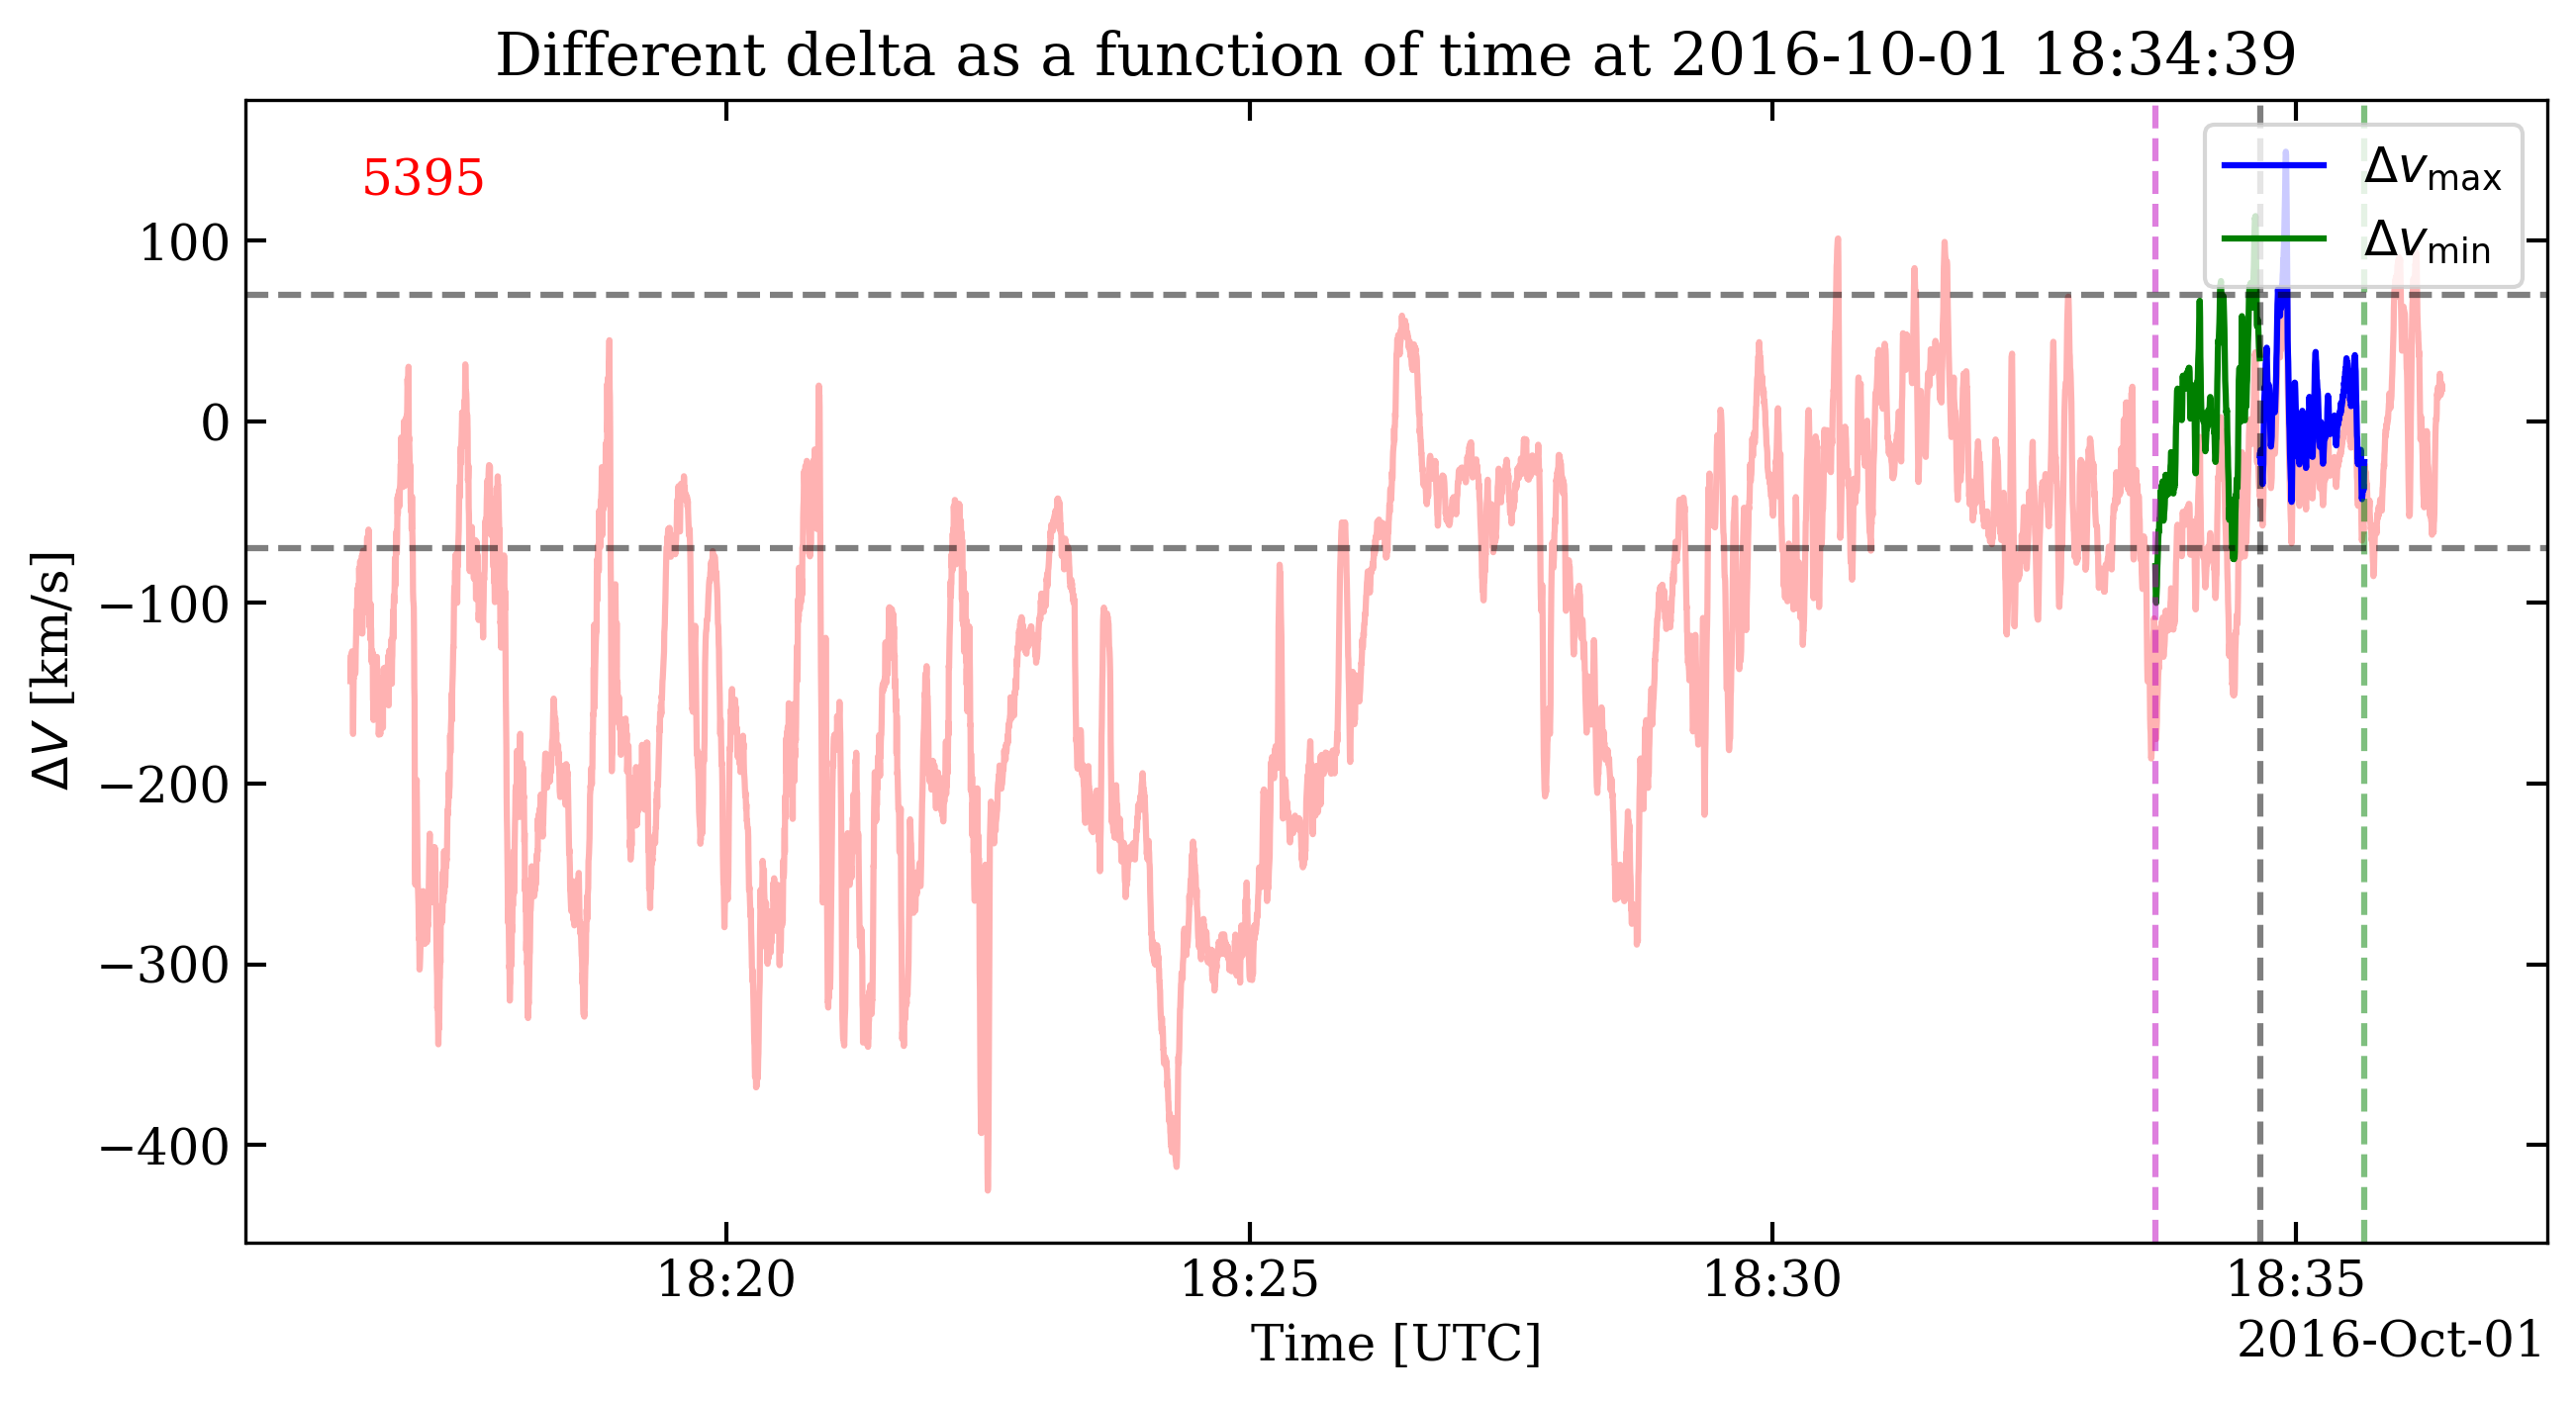 Different delta as a function of time at 2016-10-01 18:34:39
5395
Δv_max
Δv_min
100
0
−100
−200
−300
−400
ΔV [km/s]
18:20 18:25 18:30 18:35
Time [UTC]
2016-Oct-01